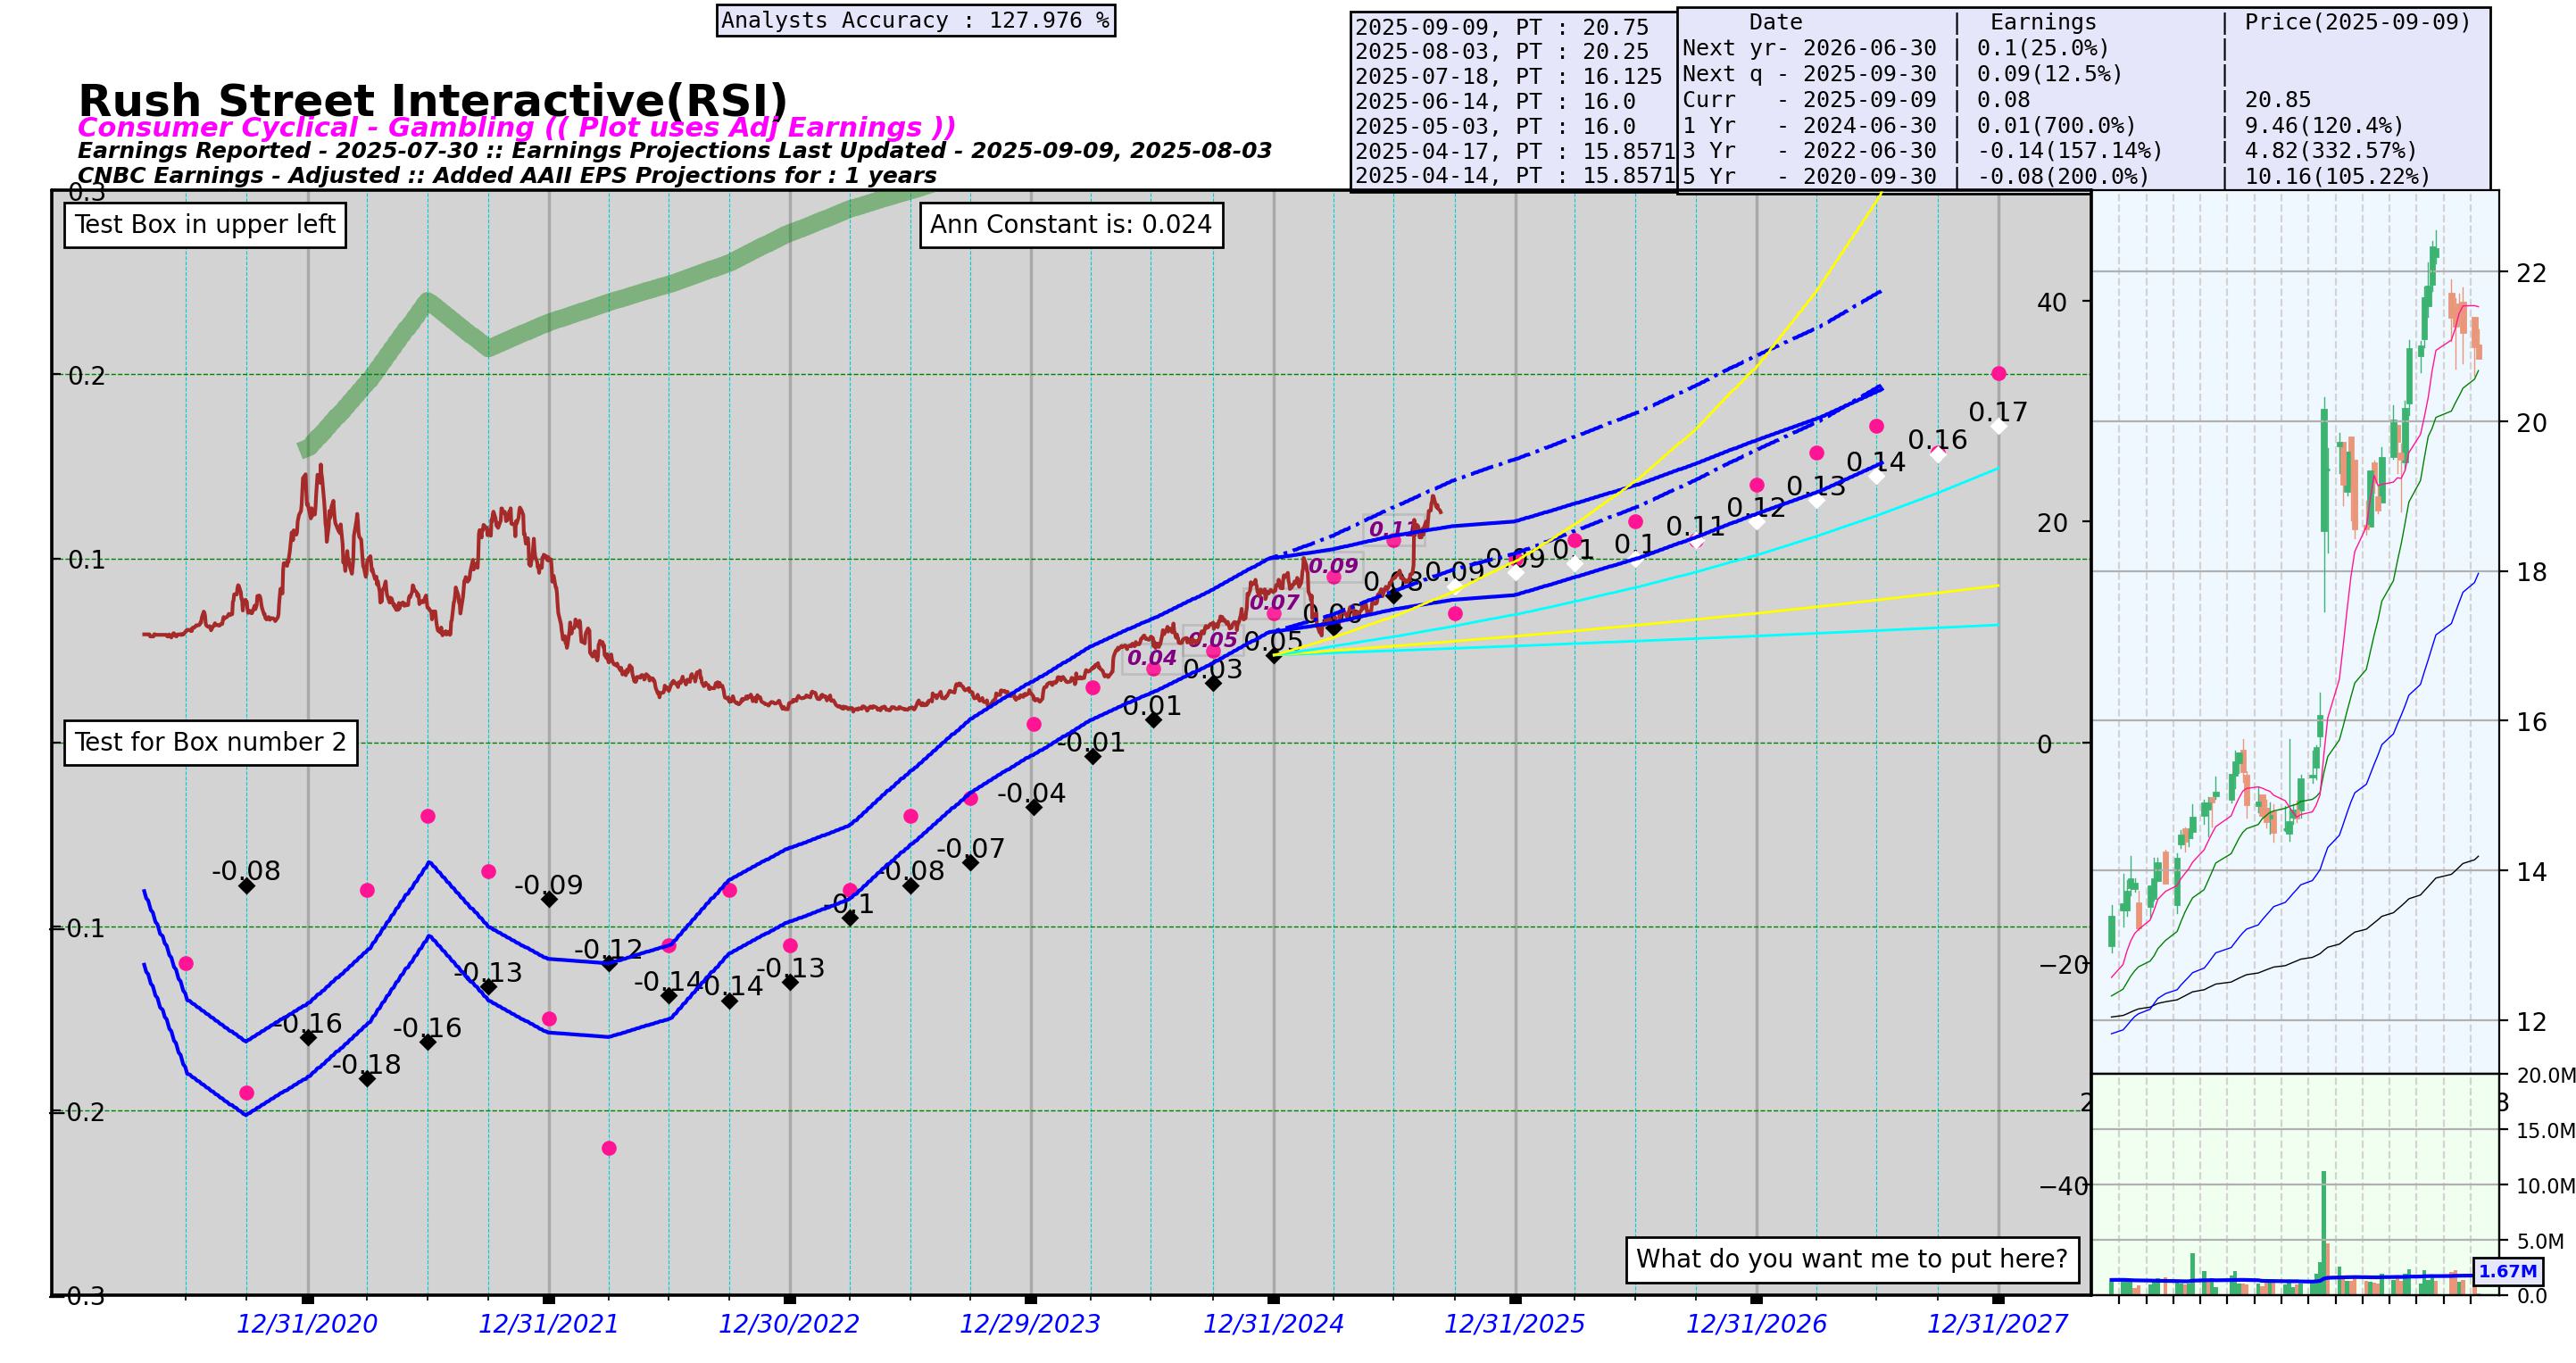 Analysts Accuracy : 127.976 %
2025-09-09, PT : 20.75
2025-08-03, PT : 20.25
2025-07-18, PT : 16.125
2025-06-14, PT : 16.0
2025-05-03, PT : 16.0
2025-04-17, PT : 15.8571
2025-04-14, PT : 15.8571
Date | Earnings | Price(2025-09-09)
Next yr- 2026-06-30 | 0.1(25.0%) |
Next q - 2025-09-30 | 0.09(12.5%) |
Curr - 2025-09-09 | 0.08 | 20.85
1 Yr - 2024-06-30 | 0.01(700.0%) | 9.46(120.4%)
3 Yr - 2022-06-30 | -0.14(157.14%) | 4.82(332.57%)
5 Yr - 2020-09-30 | -0.08(200.0%) | 10.16(105.22%)
Rush Street Interactive(RSI)
Consumer Cyclical - Gambling (( Plot uses Adj Earnings ))
Earnings Reported - 2025-07-30 :: Earnings Projections Last Updated - 2025-09-09, 2025-08-03
CNBC Earnings - Adjusted :: Added AAII EPS Projections for : 1 years
Test Box in upper left
Ann Constant is: 0.024
Test for Box number 2
What do you want me to put here?
0.3
0.2
0.1
-0.1
-0.2
-0.3
-0.08
-0.16
-0.18
-0.16
-0.13
-0.09
-0.12
-0.14
-0.14
-0.13
-0.1
-0.08
-0.07
-0.04
-0.01
0.01
0.03
0.05
0.06
0.08
0.09
0.09
0.1
0.1
0.11
0.12
0.13
0.14
0.16
0.17
0.04
0.05
0.07
0.09
0.11
40
20
0
−20
−40
22
20
18
16
14
12
20.0M
15.0M
10.0M
5.0M
0.0
1.67M
12/31/2020
12/31/2021
12/30/2022
12/29/2023
12/31/2024
12/31/2025
12/31/2026
12/31/2027